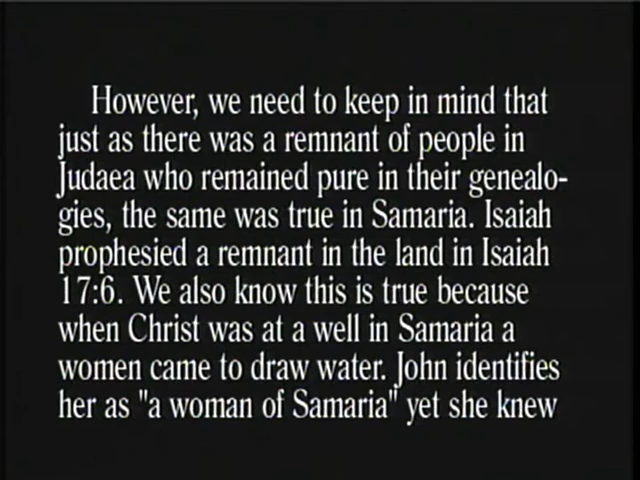 However, we need to keep in mind that
just as there was a remnant of people in
Judaea who remained pure in their genealo-
gies, the same was true in Samaria. Isaiah
prophesied a remnant in the land in Isaiah
17:6. We also know this is true because
when Christ was at a well in Samaria a
women came to draw water. John identifies
her as "a woman of Samaria" yet she knew